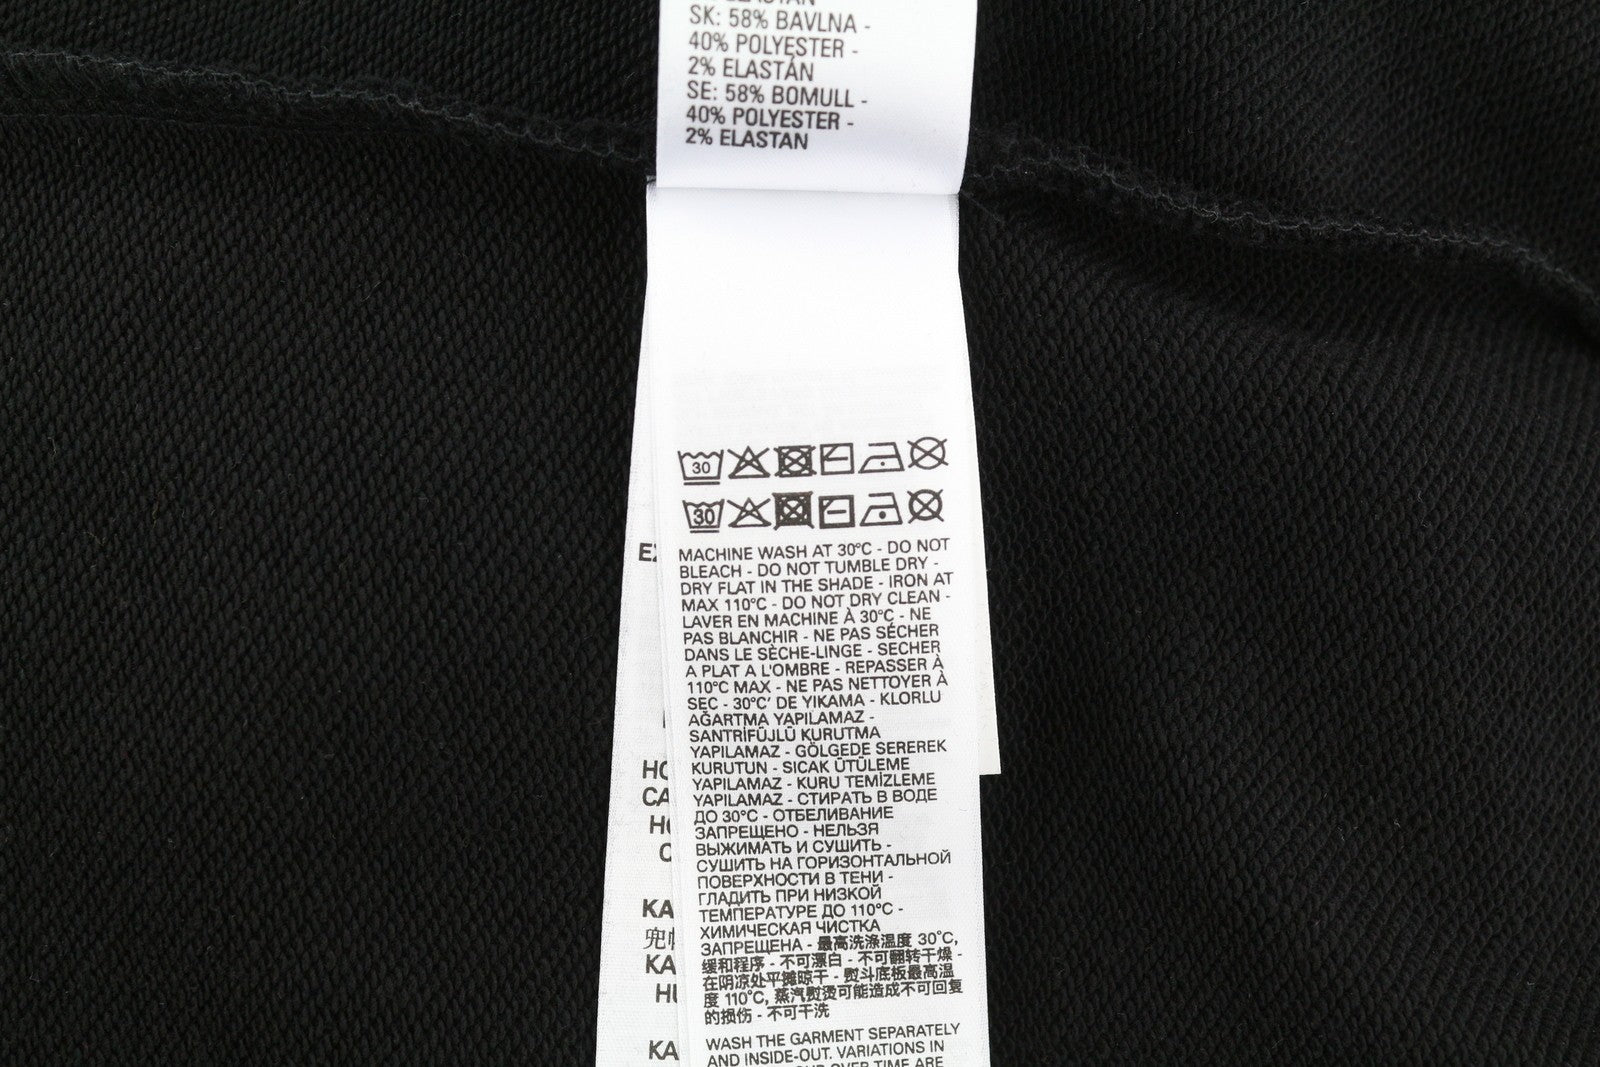 ELASTAN
SK: 58% BAVLNA -
40% POLYESTER -
2% ELASTÁN
SE: 58% BOMULL -
40% POLYESTER -
2% ELASTAN
30
30
MACHINE WASH AT 30°C - DO NOT
BLEACH - DO NOT TUMBLE DRY -
DRY FLAT IN THE SHADE - IRON AT
MAX 110°C - DO NOT DRY CLEAN -
LAVER EN MACHINE À 30°C - NE
PAS BLANCHIR - NE PAS SÉCHER
DANS LE SÈCHE-LINGE - SECHER
A PLAT A L'OMBRE - REPASSER À
110°C MAX - NE PAS NETTOYER À
SEC - 30°C' DE YIKAMA - KLORLU
AĞARTMA YAPILAMAZ -
SANTRİFÜJLÜ KURUTMA
YAPILAMAZ - GÖLGEDE SEREREK
KURUTUN - SICAK ÜTÜLEME
YAPILAMAZ - KURU TEMİZLEME
YAPILAMAZ - СТИРАТЬ В ВОДЕ
ДО 30°C - ОТБЕЛИВАНИЕ
ЗАПРЕЩЕНО - НЕЛЬЗЯ
ВЫЖИМАТЬ И СУШИТЬ -
СУШИТЬ НА ГОРИЗОНТАЛЬНОЙ
ПОВЕРХНОСТИ В ТЕНИ -
ГЛАДИТЬ ПРИ НИЗКОЙ
ТЕМПЕРАТУРЕ ДО 110°C -
ХИМИЧЕСКАЯ ЧИСТКА
ЗАПРЕЩЕНА - 最高洗涤温度 30°C,
缓和程序 - 不可漂白 - 不可翻转干燥 -
在阴凉处平摊晾干 - 熨斗底板最高温
度 110°C, 蒸汽熨烫可能造成不可回复
的损伤 - 不可干洗
WASH THE GARMENT SEPARATELY
AND INSIDE-OUT. VARIATIONS IN
OVER TIME ARE
HO
CA
KA
KA
KA